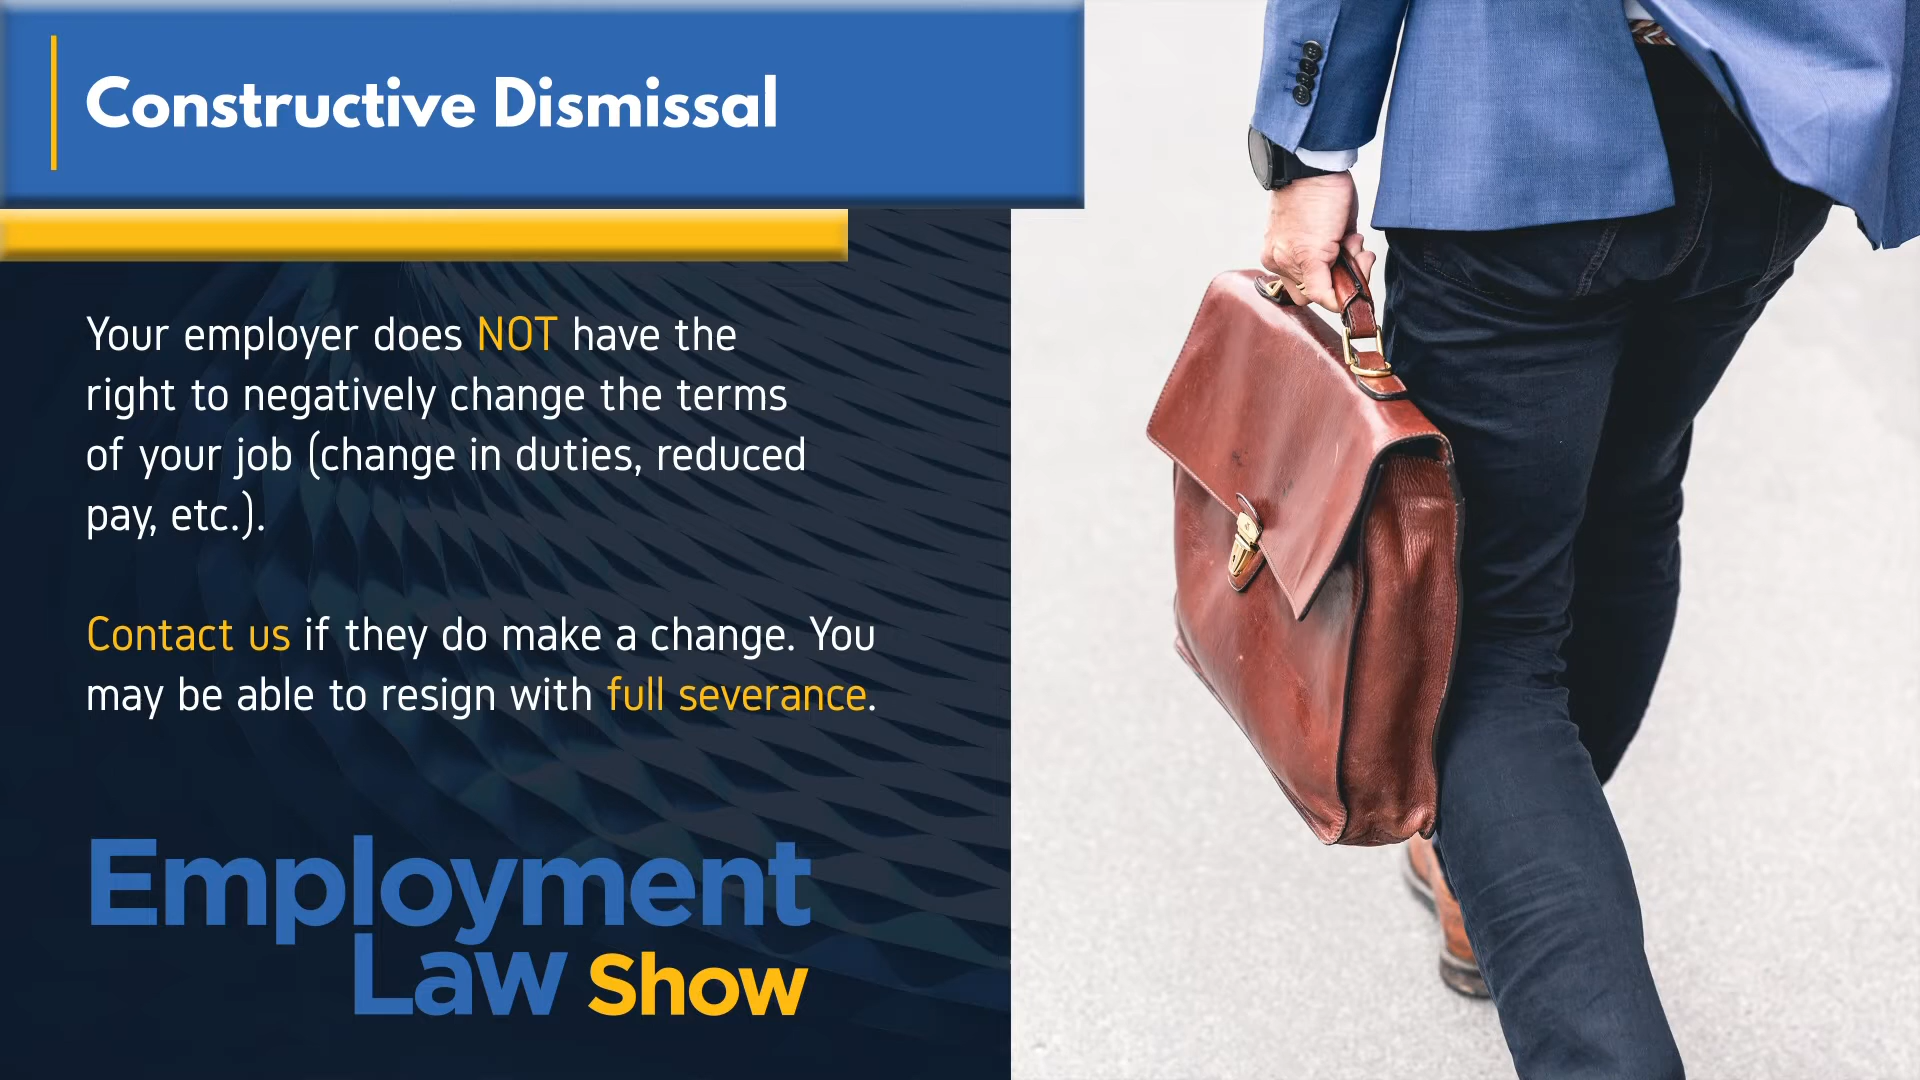 Constructive Dismissal
Your employer does NOT have the
right to negatively change the terms
of your job (change in duties, reduced
pay, etc.).
Contact us if they do make a change. You
may be able to resign with full severance.
Employment
Law Show